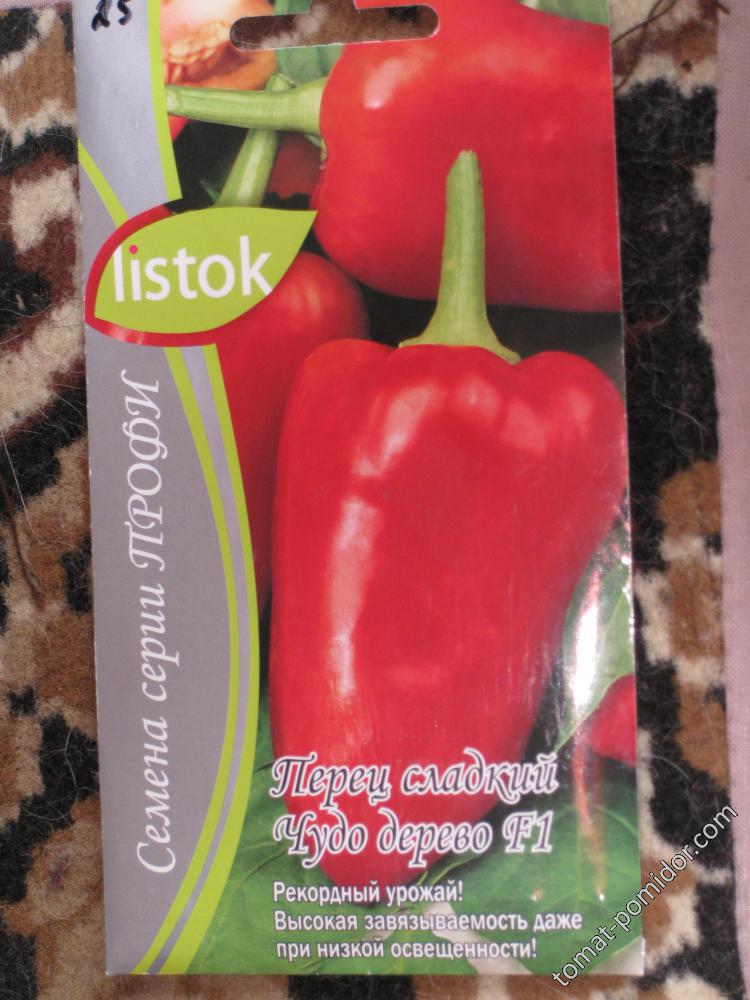 25
listok
Семена серии ПРОФИ
Перец сладкий
Чудо дерево F1
Рекордный урожай!
Высокая завязываемость даже
при низкой освещенности!
tomat-pomidor.com